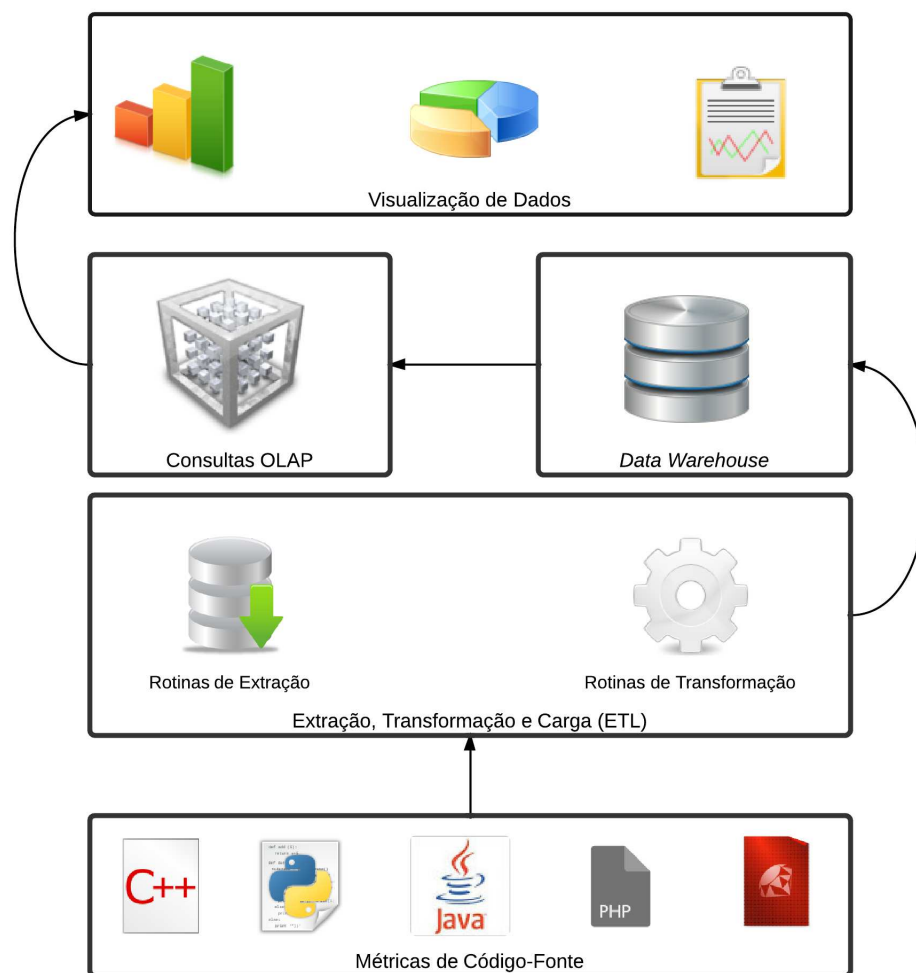 Visualização de Dados
Consultas OLAP
Data Warehouse
Rotinas de Extração
Rotinas de Transformação
Extração, Transformação e Carga (ETL)
C++
Java
PHP
Métricas de Código-Fonte